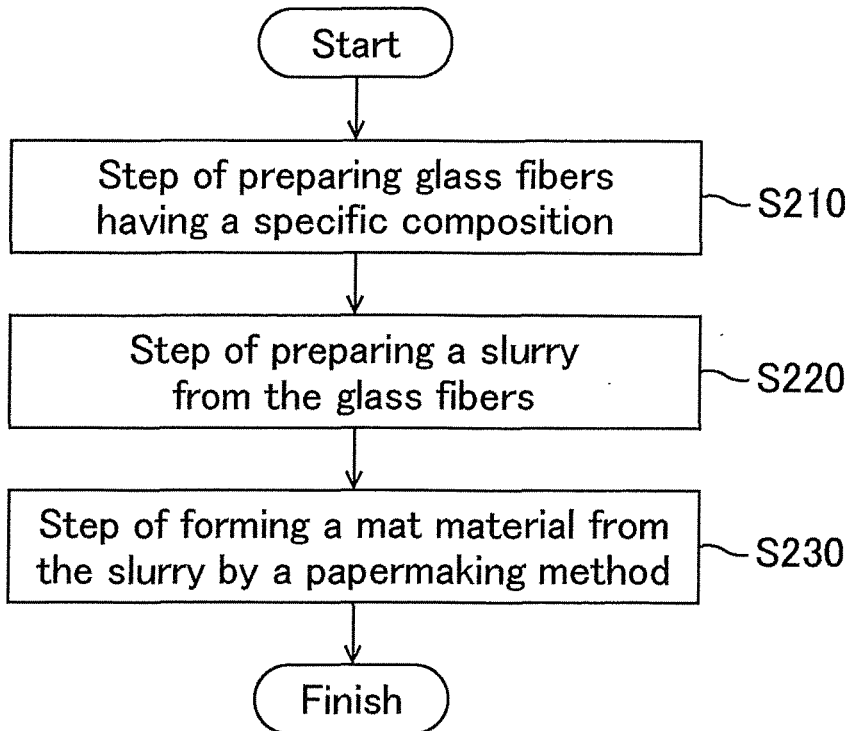 Start
Step of preparing glass fibers
having a specific composition
S210
Step of preparing a slurry
from the glass fibers
S220
Step of forming a mat material from
the slurry by a papermaking method
S230
Finish